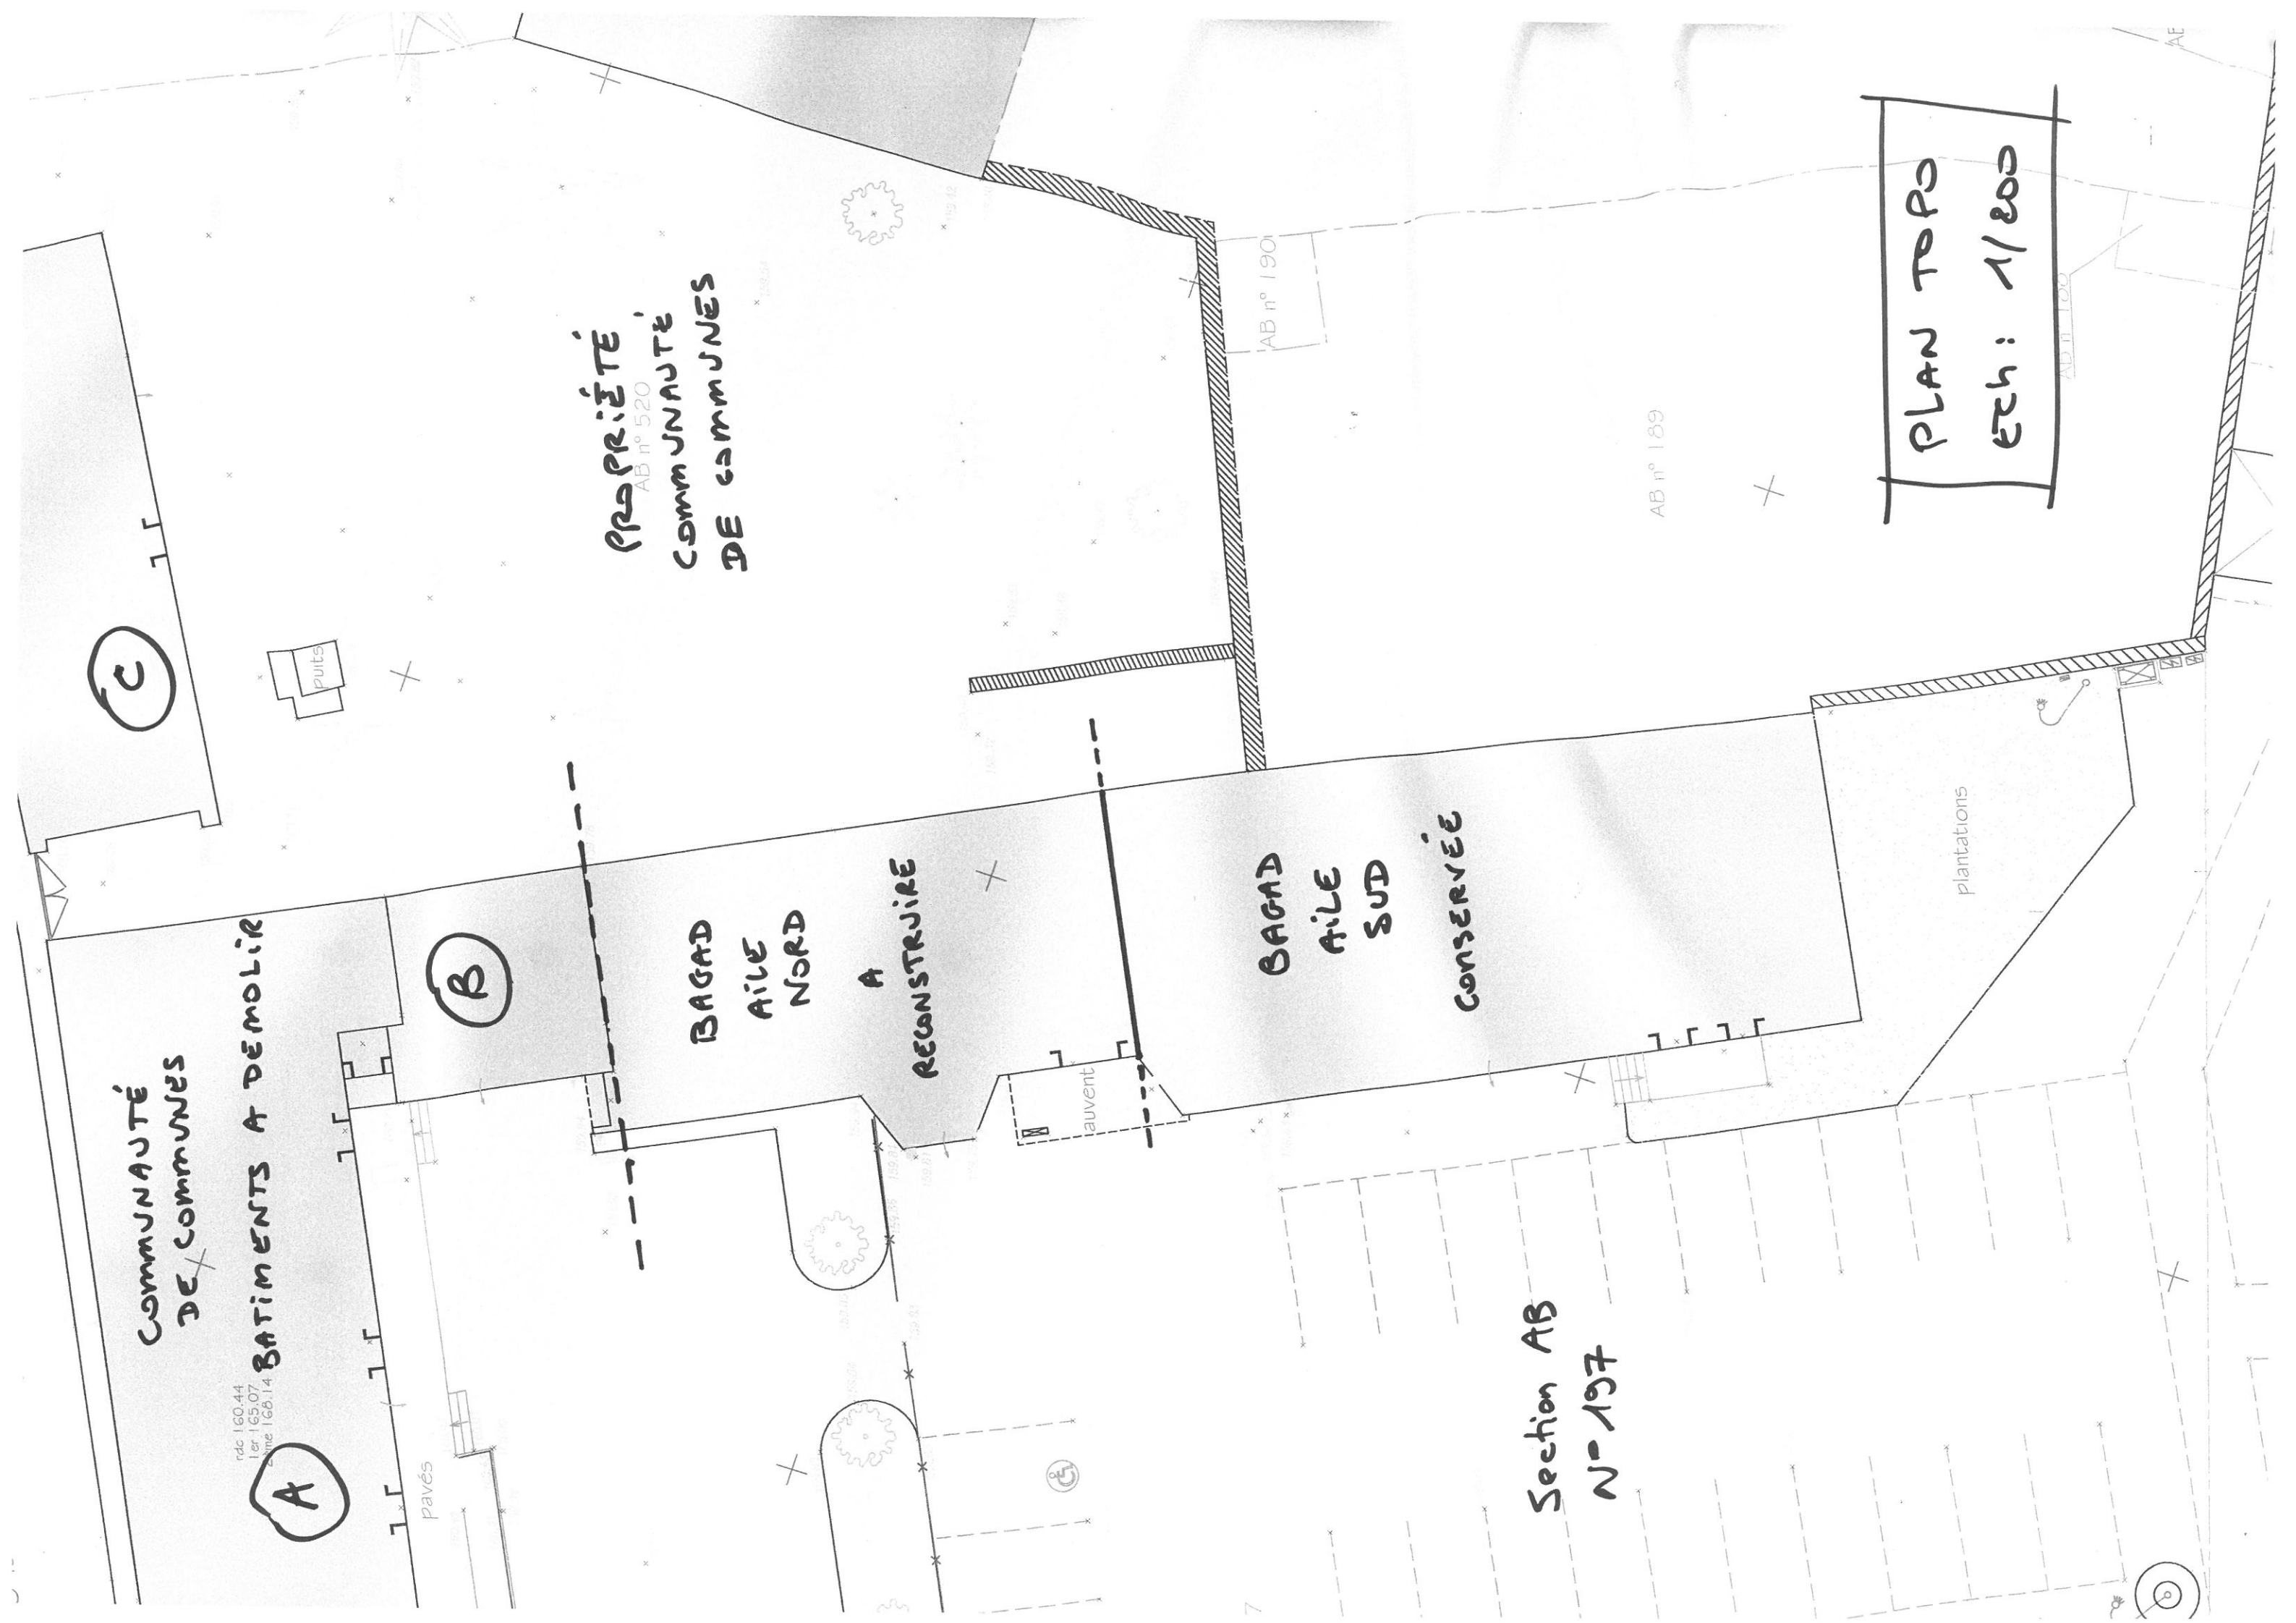 PLAN TOPO
ECh : 1/200
PROPRIÉTÉ
AB n° 520
COMMUNAUTÉ
DE COMMUNES
AB n° 190
AB n° 189
C
puits
COMMUNAUTÉ
DE COMMUNES
BATIMENTS A DEMOLIR
rdc 160.44
1er 165.07
168.14
A
B
pavés
BAGAD
AILE
NORD
A
RECONSTRUIRE
auvent
BAGAD
AILE
SUD
CONSERVÉE
plantations
Section AB
N° 197